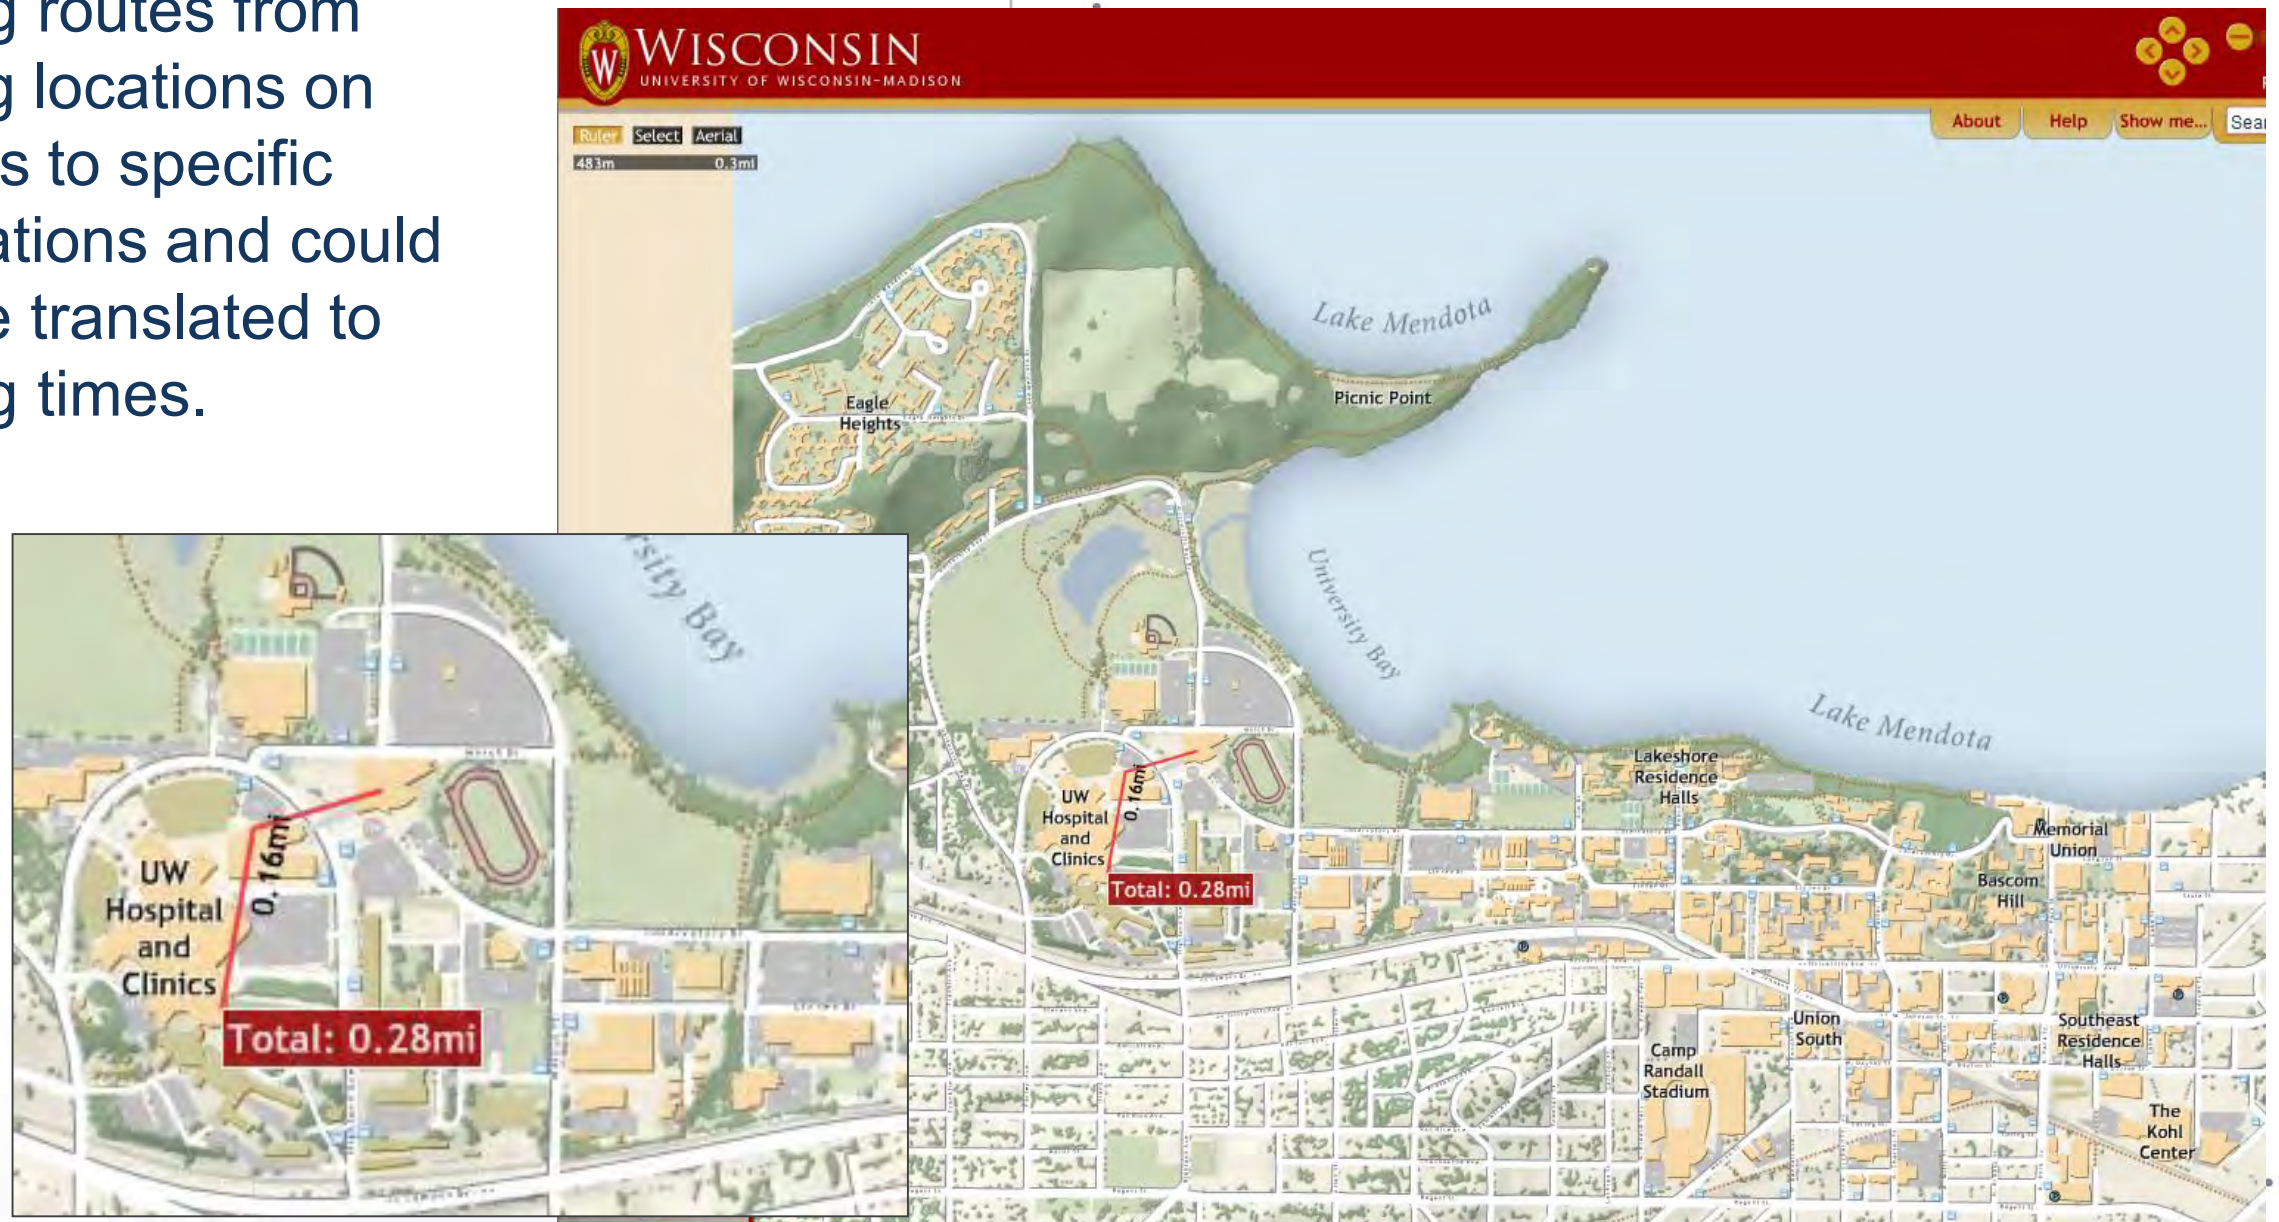 g routes from
g locations on
s to specific
ations and could
e translated to
g times.
WISCONSIN
UNIVERSITY OF WISCONSIN-MADISON
W
About
Help
Show me...
Sear
Ruler
Select
Aerial
483m
0.3mi
Lake Mendota
Picnic Point
Eagle
Heights
University Bay
Lake Mendota
Lakeshore
Residence
Halls
UW
Hospital
and
Clinics
0.16mi
Total: 0.28mi
Memorial
Union
Bascom
Hill
Union
South
Camp
Randall
Stadium
Southeast
Residence
Halls
The
Kohl
Center
rsity Bay
UW
Hospital
and
Clinics
0.16mi
Total: 0.28mi